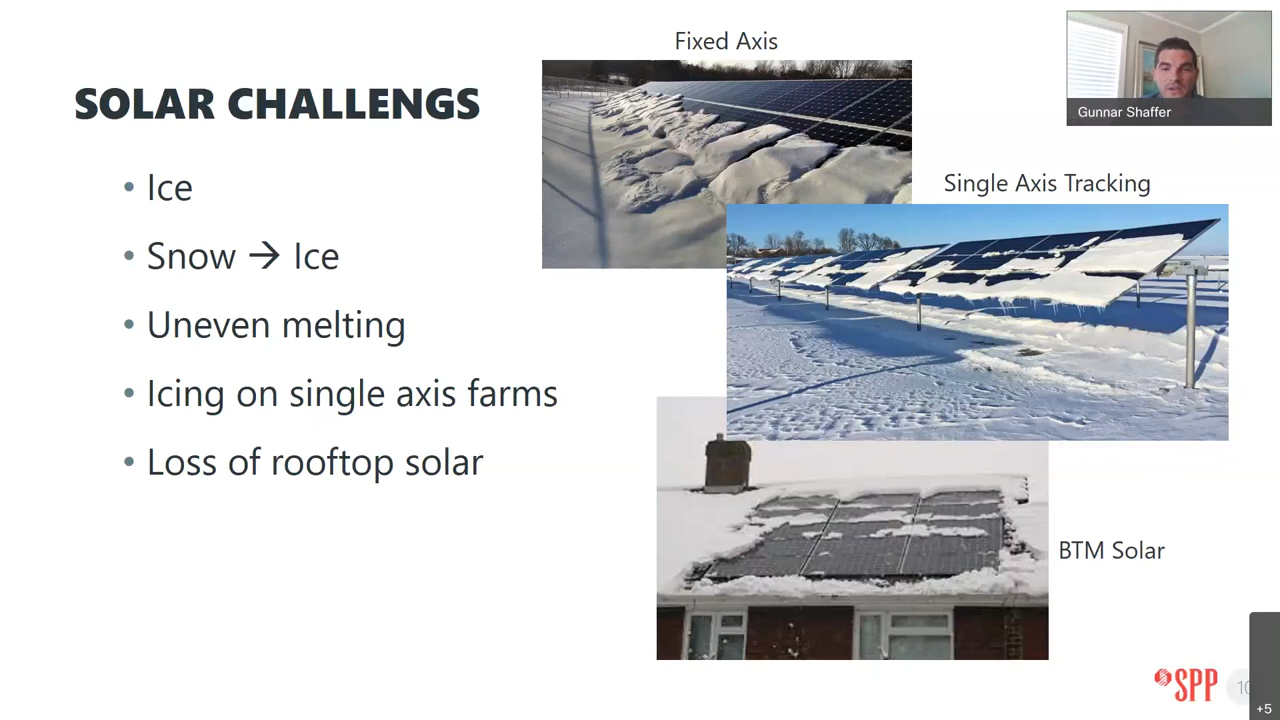 Fixed Axis
Gunnar Shaffer
SOLAR CHALLENGS
• Ice
Single Axis Tracking
• Snow → Ice
• Uneven melting
• Icing on single axis farms
• Loss of rooftop solar
BTM Solar
SPP
+5